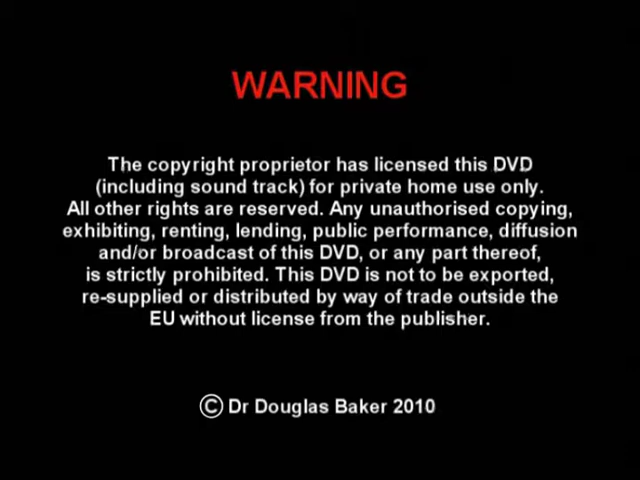 WARNING
The copyright proprietor has licensed this DVD
(including sound track) for private home use only.
All other rights are reserved. Any unauthorised copying,
exhibiting, renting, lending, public performance, diffusion
and/or broadcast of this DVD, or any part thereof,
is strictly prohibited. This DVD is not to be exported,
re-supplied or distributed by way of trade outside the
EU without license from the publisher.
© Dr Douglas Baker 2010